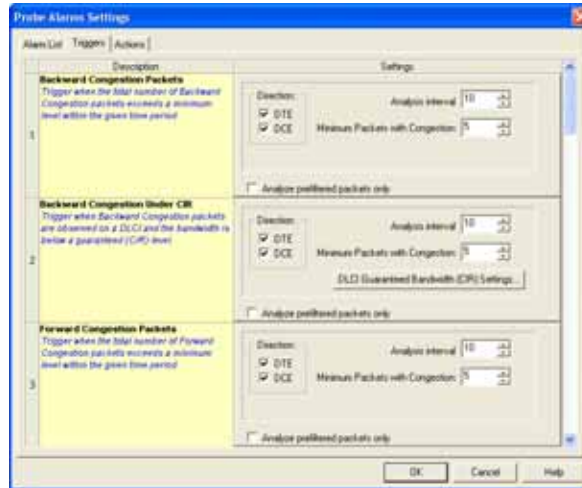 Probe Alarms Settings
Alarm List Triggers Actions
Description Settings
1
Backward Congestion Packets
Trigger when the total number of Backward
Congestion packets exceeds a minimum
level within the given time period
Direction:
DTE
DCE
Analysis interval 10
Minimum Packets with Congestion: 5
Analyze prefiltered packets only
2
Backward Congestion Under CIR
Trigger when Backward Congestion packets
are observed on a DLCI and the bandwidth is
below a guaranteed (CIR) level
Direction:
DTE
DCE
Analysis interval 10
Minimum Packets with Congestion: 5
DLCI Guaranteed Bandwidth (CIR) Settings...
Analyze prefiltered packets only
3
Forward Congestion Packets
Trigger when the total number of Forward
Congestion packets exceeds a minimum
level within the given time period
Direction:
DTE
DCE
Analysis interval 10
Minimum Packets with Congestion: 5
Analyze prefiltered packets only
OK Cancel Help